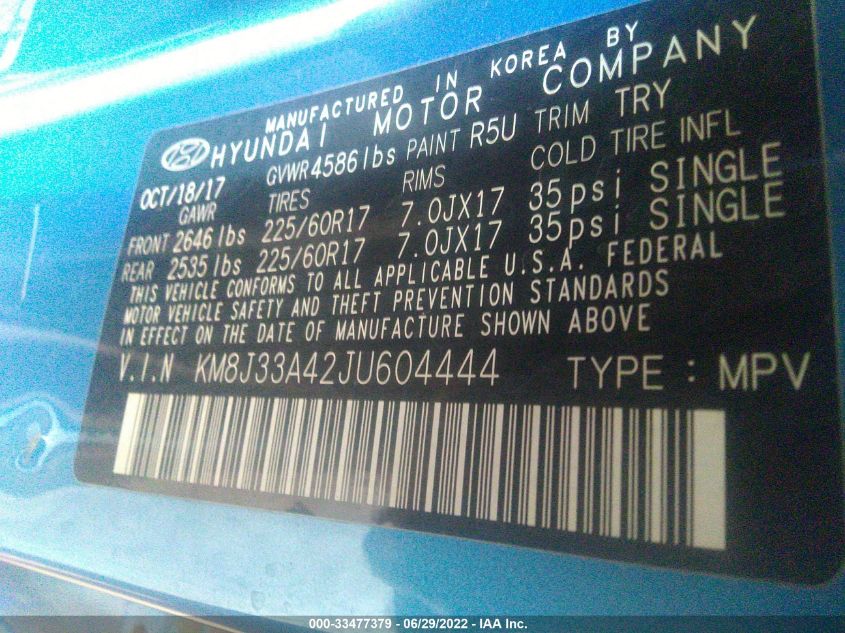 MANUFACTURED IN KOREA BY
HYUNDAI MOTOR COMPANY
OCT/18/17 GVWR 4586 lbs PAINT R5U TRIM TRY
GAWR TIRES RIMS COLD TIRE INFL
FRONT 2646 lbs 225/60R17 7.0JX17 35psi SINGLE
REAR 2535 lbs 225/60R17 7.0JX17 35psi SINGLE
THIS VEHICLE CONFORMS TO ALL APPLICABLE U.S.A. FEDERAL
MOTOR VEHICLE SAFETY AND THEFT PREVENTION STANDARDS
IN EFFECT ON THE DATE OF MANUFACTURE SHOWN ABOVE
V.I.N KM8J33A42JU604444 TYPE : MPV
000-33477379 - 06/29/2022 - IAA Inc.